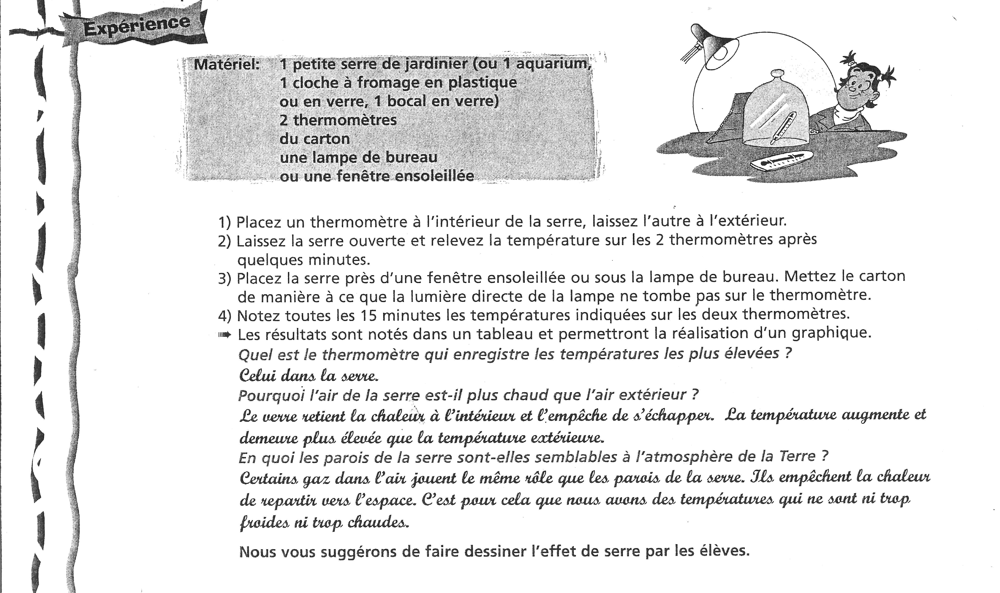 Expérience
Matériel: 1 petite serre de jardinier (ou 1 aquarium,
1 cloche à fromage en plastique
ou en verre, 1 bocal en verre)
2 thermomètres
du carton
une lampe de bureau
ou une fenêtre ensoleillée
1) Placez un thermomètre à l'intérieur de la serre, laissez l'autre à l'extérieur.
2) Laissez la serre ouverte et relevez la température sur les 2 thermomètres après
quelques minutes.
3) Placez la serre près d'une fenêtre ensoleillée ou sous la lampe de bureau. Mettez le carton
de manière à ce que la lumière directe de la lampe ne tombe pas sur le thermomètre.
4) Notez toutes les 15 minutes les températures indiquées sur les deux thermomètres.
➠ Les résultats sont notés dans un tableau et permettront la réalisation d'un graphique.
Quel est le thermomètre qui enregistre les températures les plus élevées ?
Celui dans la serre.
Pourquoi l'air de la serre est-il plus chaud que l'air extérieur ?
Le verre retient la chaleur à l'intérieur et l'empêche de s'échapper. La température augmente et
demeure plus élevée que la température extérieure.
En quoi les parois de la serre sont-elles semblables à l'atmosphère de la Terre ?
Certains gaz dans l'air jouent le même rôle que les parois de la serre. Ils empêchent la chaleur
de repartir vers l'espace. C'est pour cela que nous avons des températures qui ne sont ni trop
froides ni trop chaudes.
Nous vous suggérons de faire dessiner l'effet de serre par les élèves.